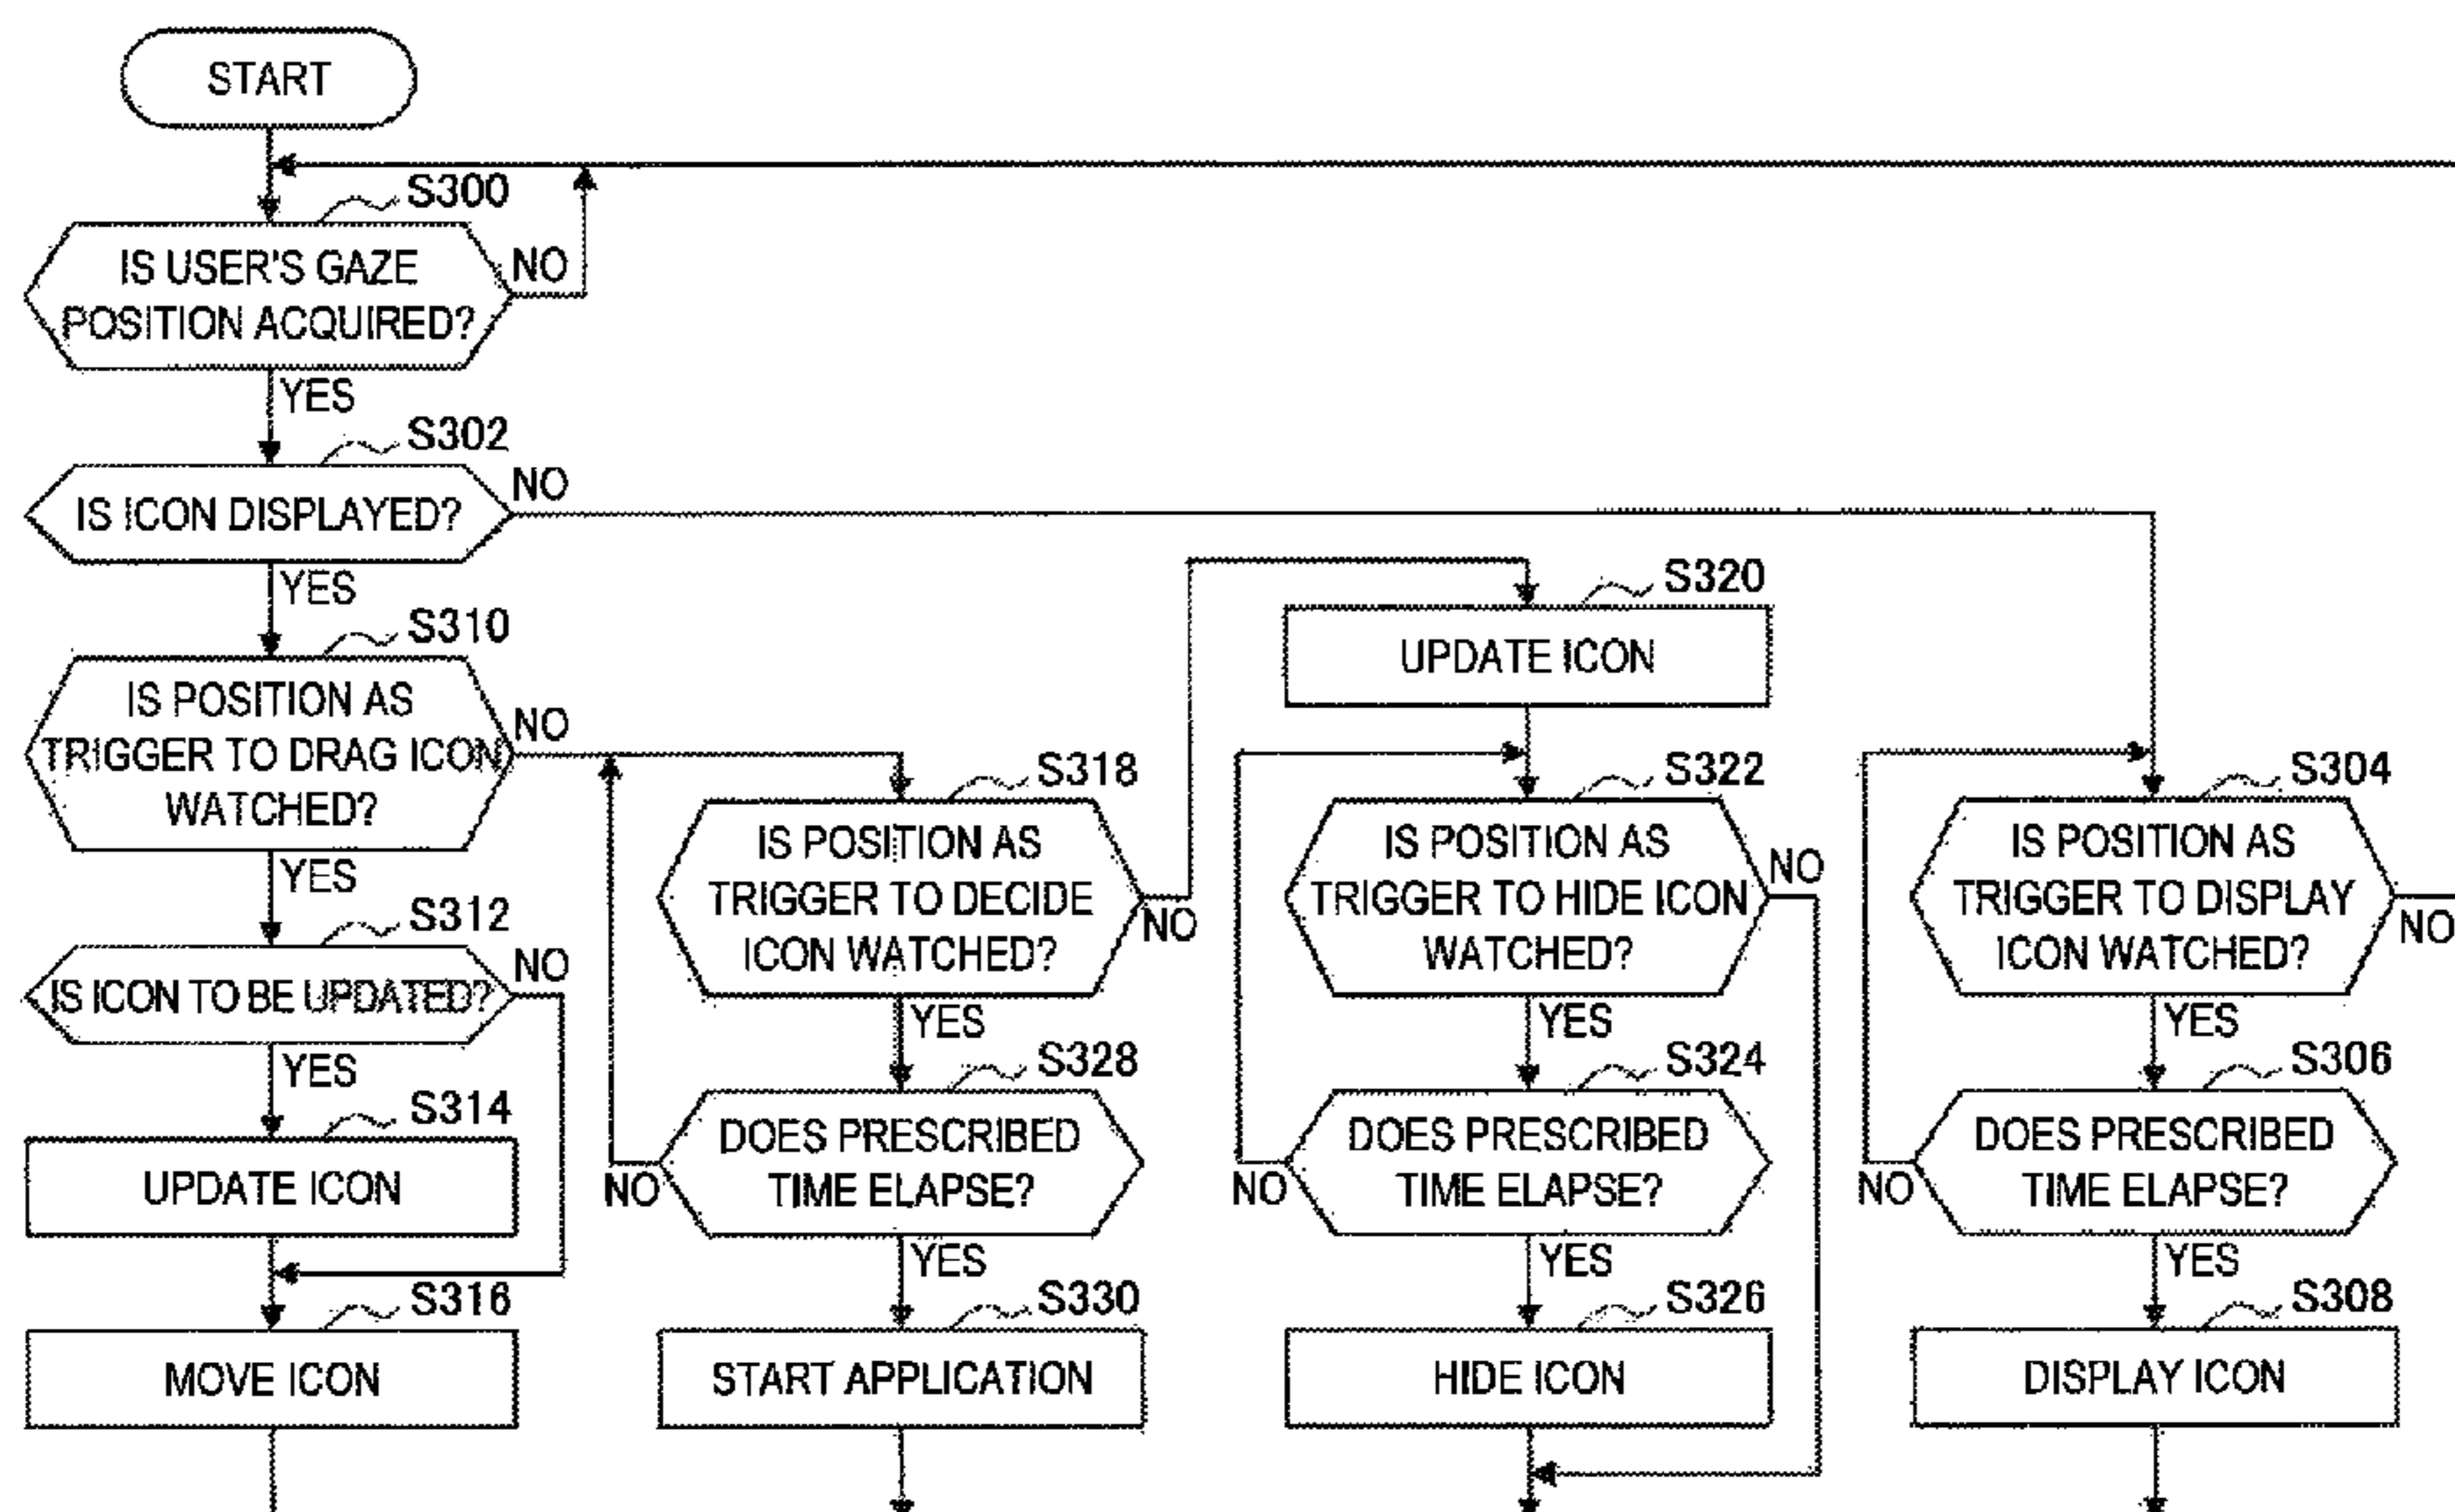 START
S300
IS USER'S GAZE
POSITION ACQUIRED?
NO
YES
S302
IS ICON DISPLAYED?
NO
YES
S310
IS POSITION AS
TRIGGER TO DRAG ICON
WATCHED?
NO
YES
S312
IS ICON TO BE UPDATED?
NO
YES
S314
UPDATE ICON
S316
MOVE ICON
S318
IS POSITION AS
TRIGGER TO DECIDE
ICON WATCHED?
NO
YES
S328
DOES PRESCRIBED
TIME ELAPSE?
NO
YES
S330
START APPLICATION
S320
UPDATE ICON
S322
IS POSITION AS
TRIGGER TO HIDE ICON
WATCHED?
NO
YES
S324
DOES PRESCRIBED
TIME ELAPSE?
NO
YES
S326
HIDE ICON
S304
IS POSITION AS
TRIGGER TO DISPLAY
ICON WATCHED?
NO
YES
S306
DOES PRESCRIBED
TIME ELAPSE?
NO
YES
S308
DISPLAY ICON